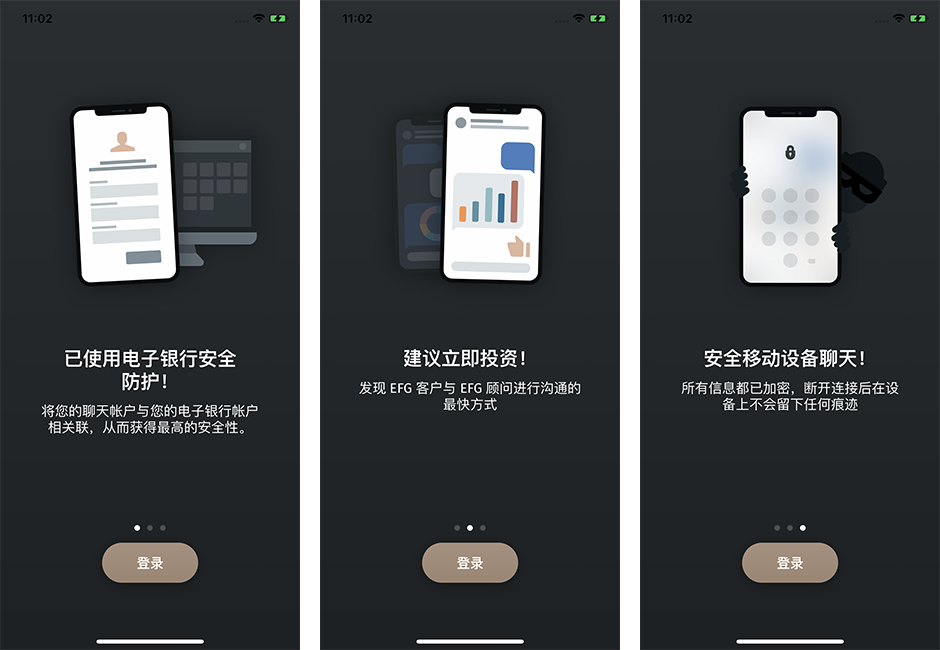 11:02
已使用电子银行安全
防护！
将您的聊天帐户与您的电子银行帐户
相关联，从而获得最高的安全性。
登录
11:02
建议立即投资！
发现 EFG 客户与 EFG 顾问进行沟通的
最快方式
登录
11:02
安全移动设备聊天！
所有信息都已加密，断开连接后在设
备上不会留下任何痕迹
登录